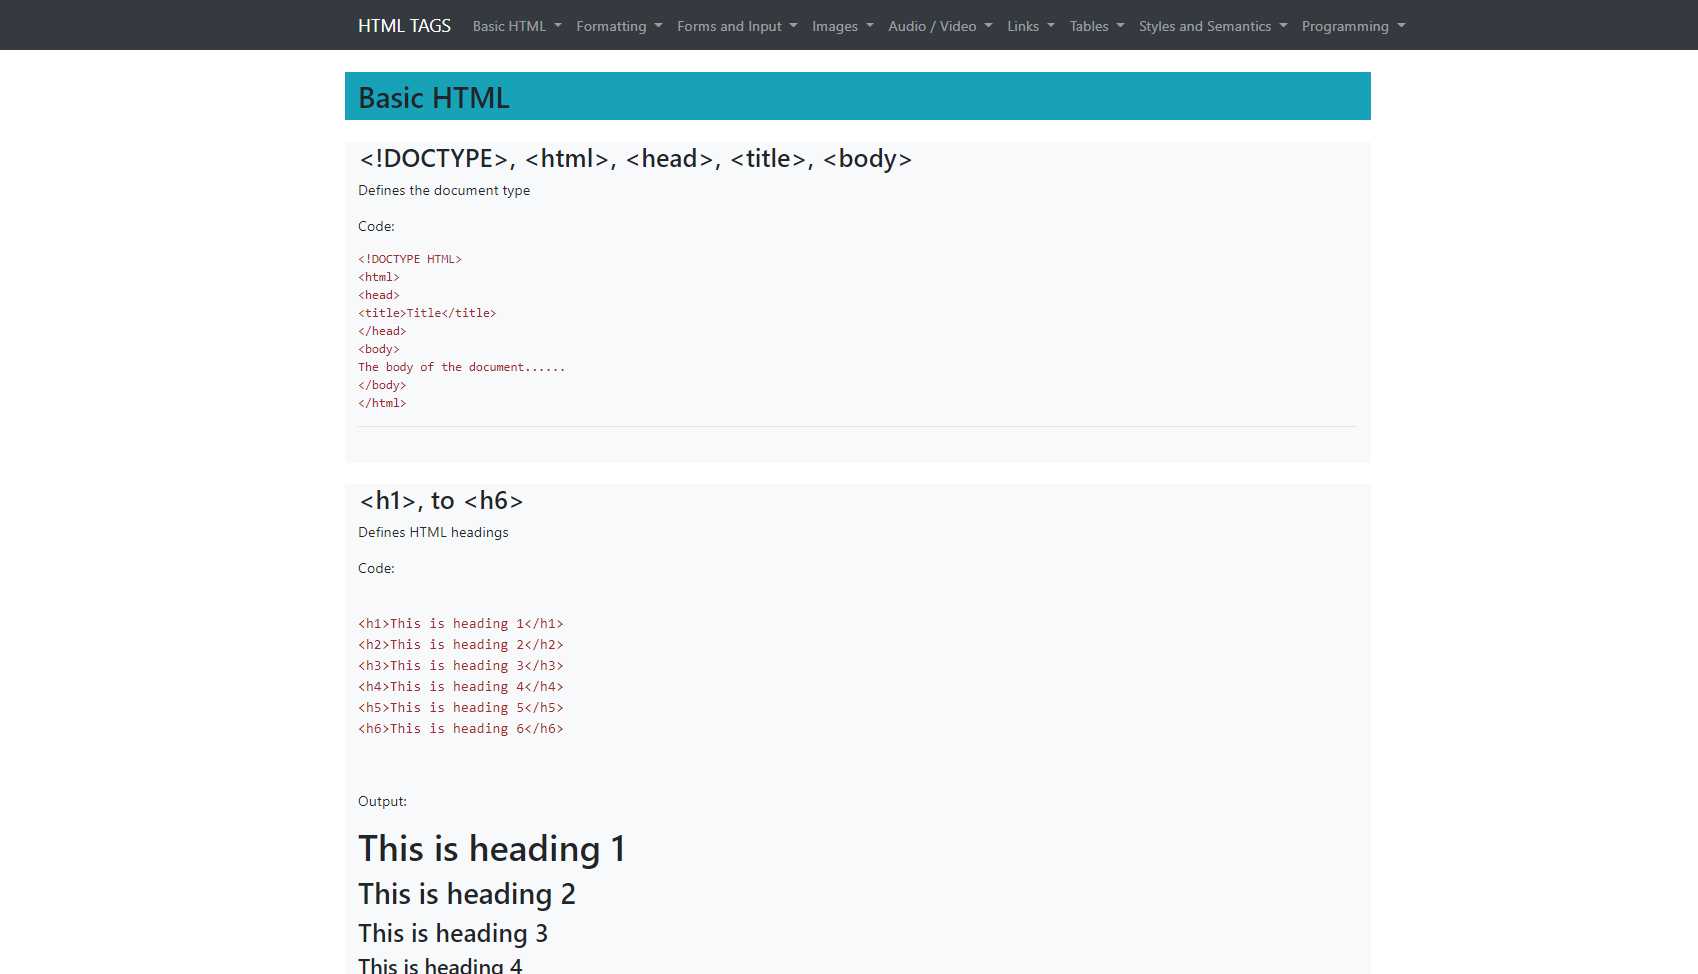 HTML TAGS Basic HTML Formatting Forms and Input Images Audio / Video Links Tables Styles and Semantics Programming
Basic HTML
<!DOCTYPE>, <html>, <head>, <title>, <body>
Defines the document type
Code:
<!DOCTYPE HTML>
<html>
<head>
<title>Title</title>
</head>
<body>
The body of the document......
</body>
</html>
<h1>, to <h6>
Defines HTML headings
Code:
<h1>This is heading 1</h1>
<h2>This is heading 2</h2>
<h3>This is heading 3</h3>
<h4>This is heading 4</h4>
<h5>This is heading 5</h5>
<h6>This is heading 6</h6>
Output:
This is heading 1
This is heading 2
This is heading 3
This is heading 4